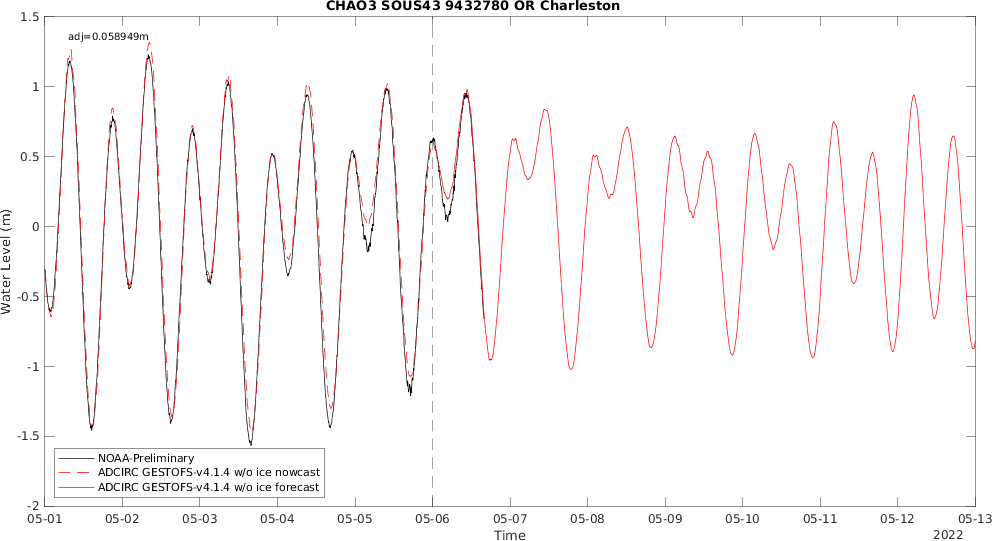 CHAO3 SOUS43 9432780 OR Charleston
adj=0.058949m
1.5
1
0.5
0
-0.5
-1
-1.5
-2
Water Level (m)
NOAA-Preliminary
ADCIRC GESTOFS-v4.1.4 w/o ice nowcast
ADCIRC GESTOFS-v4.1.4 w/o ice forecast
05-01 05-02 05-03 05-04 05-05 05-06 05-07 05-08 05-09 05-10 05-11 05-12 05-13
Time
2022